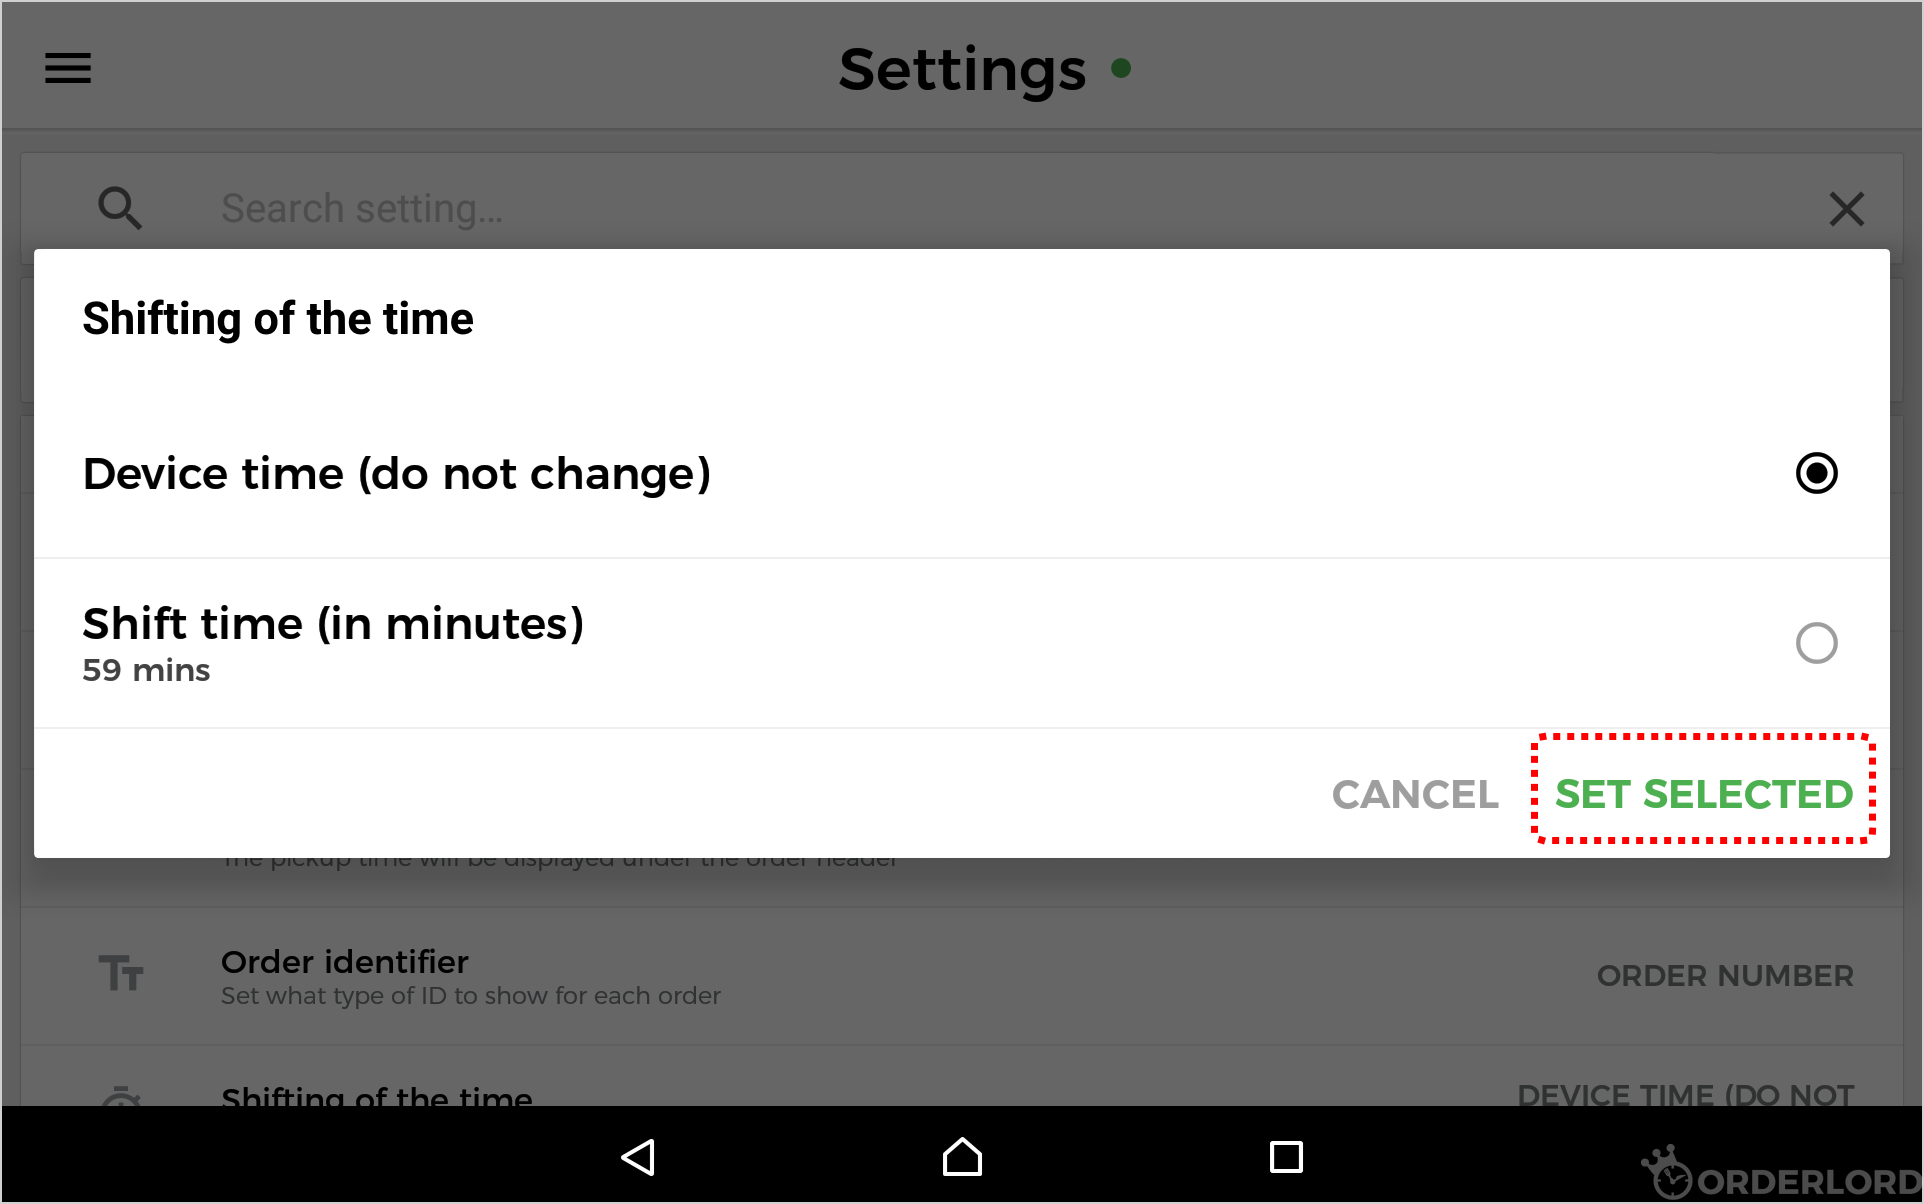 Settings
Search setting...
Shifting of the time
Device time (do not change)
Shift time (in minutes)
59 mins
CANCEL
SET SELECTED
The pickup time will be displayed under the order header
Order identifier
Set what type of ID to show for each order
ORDER NUMBER
Shifting of the time
DEVICE TIME (DO NOT
ORDERLORD